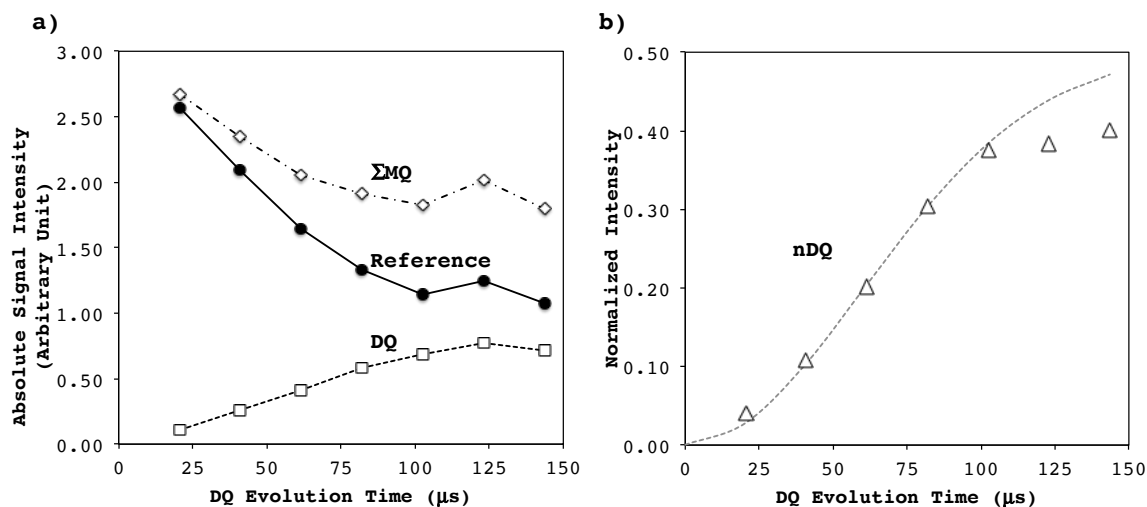 a)
Absolute Signal Intensity
(Arbitrary Unit)
3.00
2.50
2.00
1.50
1.00
0.50
0.00
ΣMQ
Reference
DQ
0
25
50
75
100
125
150
DQ Evolution Time (μs)
b)
Normalized Intensity
0.50
0.40
0.30
0.20
0.10
0.00
nDQ
0
25
50
75
100
125
150
DQ Evolution Time (μs)